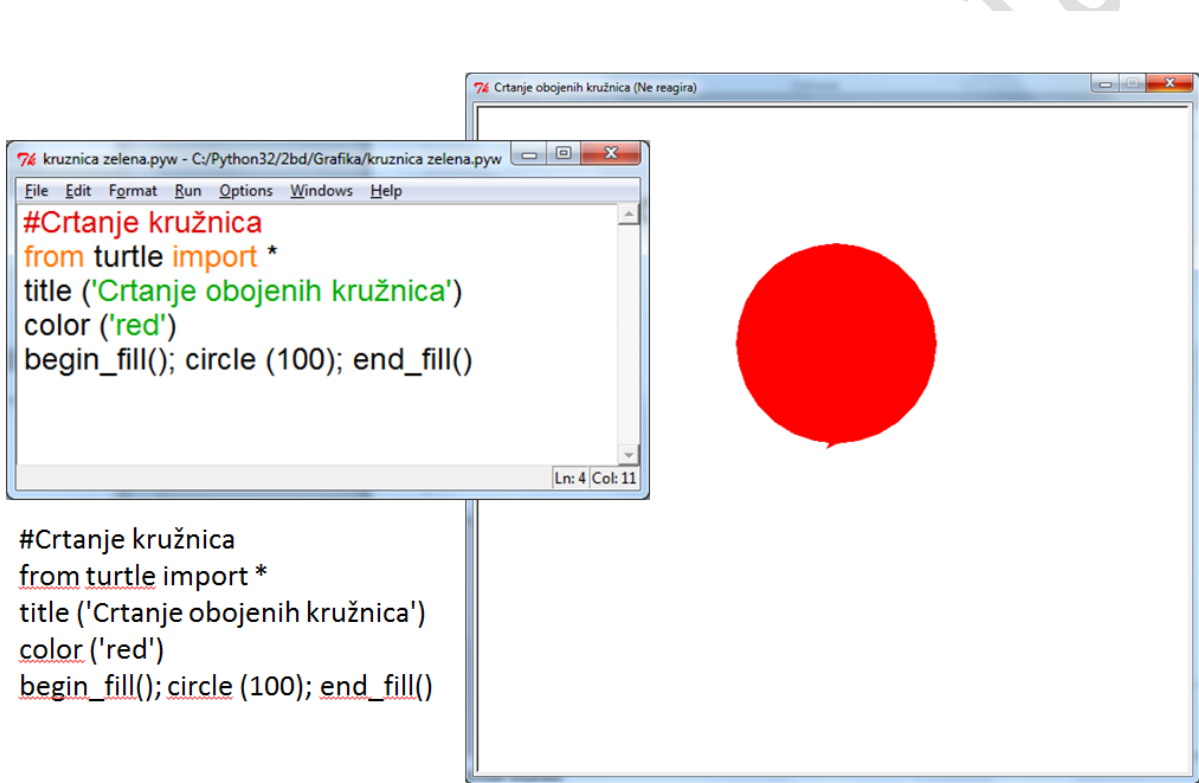 Crtanje obojenih kružnica (Ne reagira)
kruznica zelena.pyw - C:/Python32/2bd/Grafika/kruznica zelena.pyw
File Edit Format Run Options Windows Help
#Crtanje kružnica
from turtle import *
title ('Crtanje obojenih kružnica')
color ('red')
begin_fill(); circle (100); end_fill()
Ln: 4 Col: 11
#Crtanje kružnica
from turtle import *
title ('Crtanje obojenih kružnica')
color ('red')
begin_fill(); circle (100); end_fill()